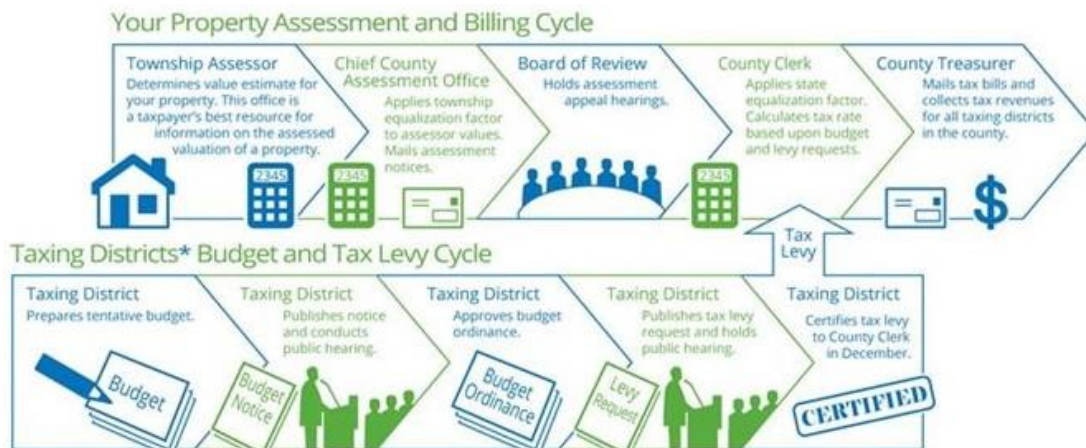 Your Property Assessment and Billing Cycle
Township Assessor
Determines value estimate for
your property. This office is
a taxpayer's best resource for
information on the assessed
valuation of a property.
2345
Chief County
Assessment Office
Applies township
equalization factor
to assessor values.
Mails assessment
notices.
2345
Board of Review
Holds assessment
appeal hearings.
County Clerk
Applies state
equalization factor.
Calculates tax rate
based upon budget
and levy requests.
2345
County Treasurer
Mails tax bills and
collects tax revenues
for all taxing districts
in the county.
$
Tax
Levy
Taxing Districts* Budget and Tax Levy Cycle
Taxing District
Prepares tentative budget.
Budget
Taxing District
Publishes notice
and conducts
public hearing.
Budget
Notice
Taxing District
Approves budget
ordinance.
Budget
Ordinance
Taxing District
Publishes tax levy
request and holds
public hearing.
Levy
Request
Taxing District
Certifies tax levy
to County Clerk
in December.
CERTIFIED